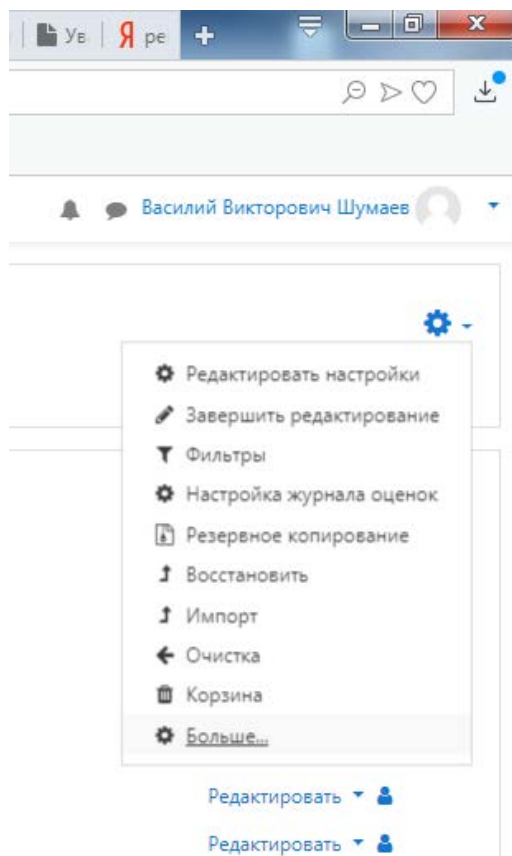 Ув
Я ре
Василий Викторович Шумаев
Редактировать настройки
Завершить редактирование
Фильтры
Настройка журнала оценок
Резервное копирование
Восстановить
Импорт
Очистка
Корзина
Больше...
Редактировать
Редактировать